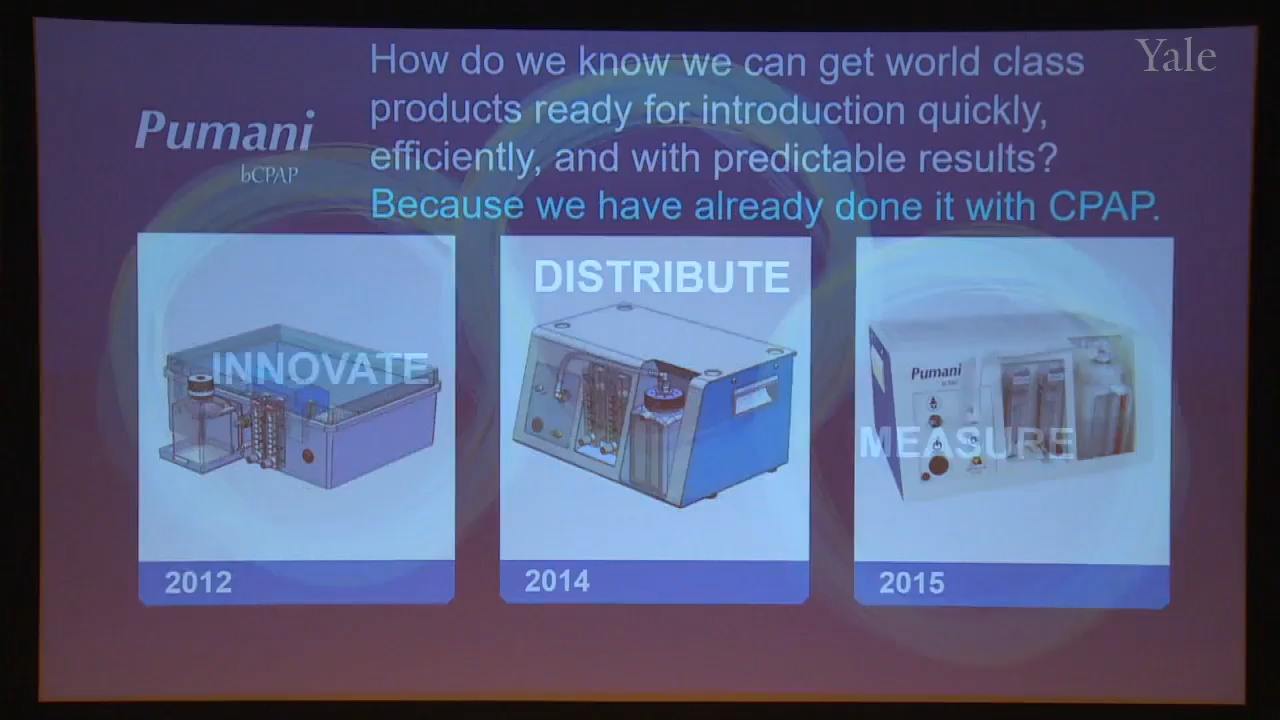 Yale
How do we know we can get world class
products ready for introduction quickly,
efficiently, and with predictable results?
Because we have already done it with CPAP.
Pumani
bCPAP
DISTRIBUTE
INNOVATE
MEASURE
Pumani
2012
2014
2015